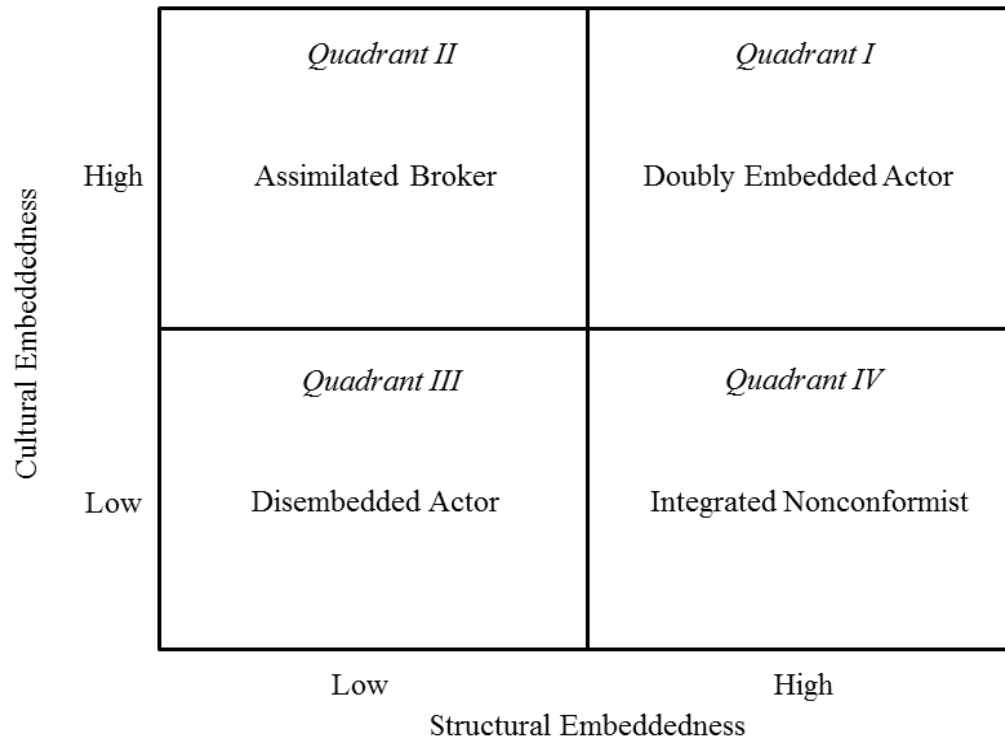 Quadrant II
Quadrant I
Cultural Embeddedness
High
Assimilated Broker
Doubly Embedded Actor
Quadrant III
Quadrant IV
Low
Disembedded Actor
Integrated Nonconformist
Low
High
Structural Embeddedness